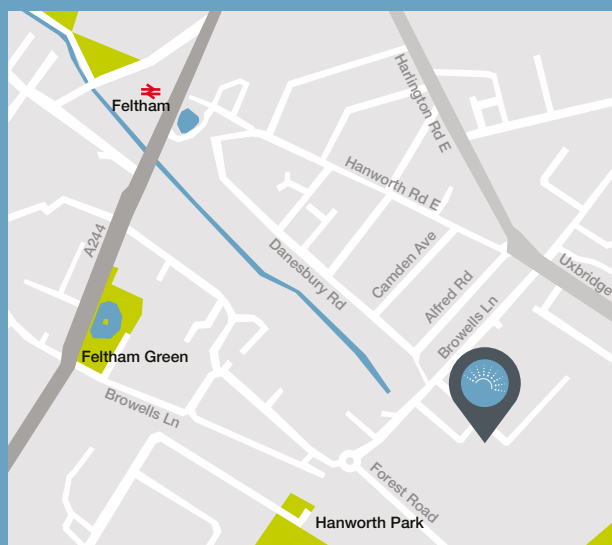 Feltham
Harlington Rd E
Hanworth Rd E
A244
Danesbury Rd
Camden Ave
Alfred Rd
Uxbridge
Browells Ln
Feltham Green
Browells Ln
Forest Road
Hanworth Park